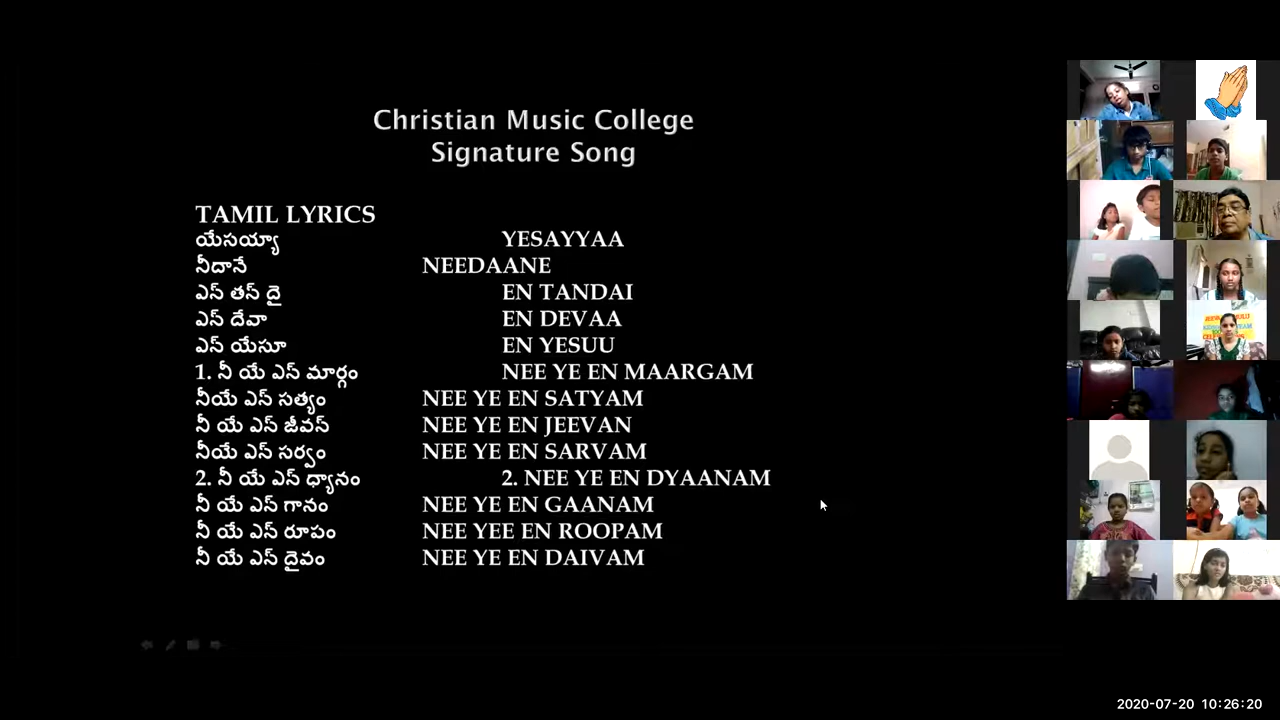 Christian Music College
Signature Song
TAMIL LYRICS
యేసయ్యా YESAYYAA
నీదానే NEEDAANE
ఎన్ తన్ దై EN TANDAI
ఎన్ దేవా EN DEVAA
ఎన్ యేసూ EN YESUU
1. నీ యే ఎన్ మార్గం NEE YE EN MAARGAM
నీయే ఎన్ సత్యం NEE YE EN SATYAM
నీ యే ఎన్ జీవన్ NEE YE EN JEEVAN
నీయే ఎన్ సర్వం NEE YE EN SARVAM
2. నీ యే ఎన్ ధ్యానం 2. NEE YE EN DYAANAM
నీ యే ఎన్ గానం NEE YE EN GAANAM
నీ యే ఎన్ రూపం NEE YEE EN ROOPAM
నీ యే ఎన్ దైవం NEE YE EN DAIVAM
2020-07-20 10:26:20